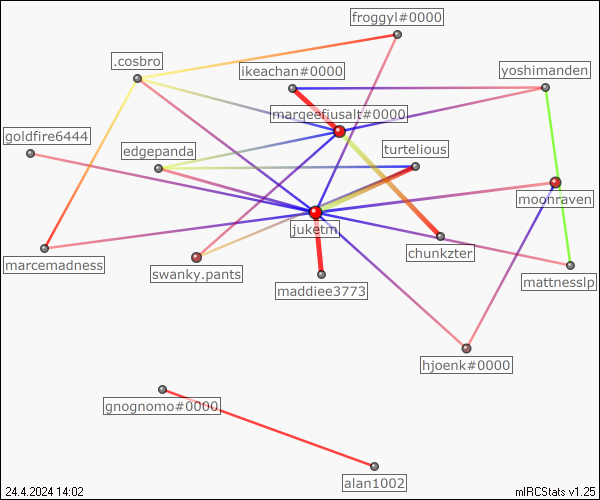 froggyl#0000
.cosbro
ikeachan#0000
yoshimanden
margeefiusalt#0000
goldfire6444
edgepanda
turtelious
moonraven
juketm
chunkzter
marcemadness
swanky.pants
mattnesslp
maddiee3773
hjoenk#0000
gnognomo#0000
alan1002
24.4.2024 14:02
mIRCStats v1.25